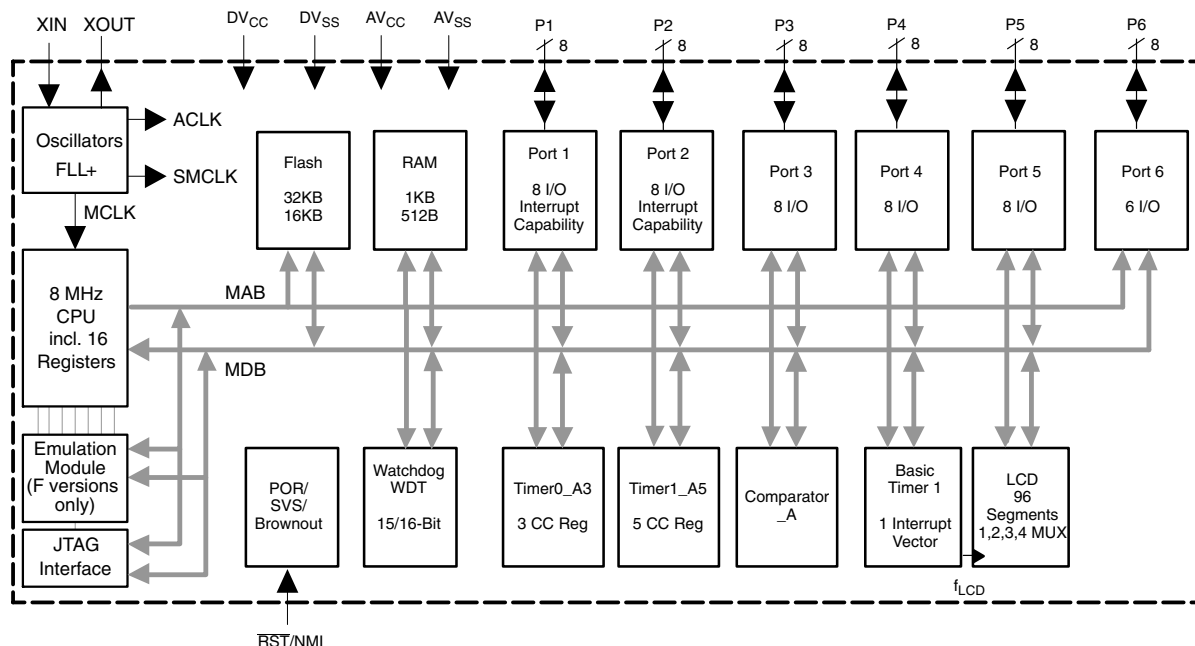 XIN XOUT DVCC DVSS AVCC AVSS P1 P2 P3 P4 P5 P6
8 8 8 8 8 8
Oscillators
FLL+
ACLK
SMCLK
MCLK
Flash
32KB
16KB
RAM
1KB
512B
Port 1
8 I/O
Interrupt
Capability
Port 2
8 I/O
Interrupt
Capability
Port 3
8 I/O
Port 4
8 I/O
Port 5
8 I/O
Port 6
6 I/O
8 MHz
CPU
incl. 16
Registers
MAB
MDB
Emulation
Module
(F versions
only)
JTAG
Interface
POR/
SVS/
Brownout
Watchdog
WDT
15/16-Bit
Timer0_A3
3 CC Reg
Timer1_A5
5 CC Reg
Comparator
_A
Basic
Timer 1
1 Interrupt
Vector
LCD
96
Segments
1,2,3,4 MUX
fLCD
RST/NMI